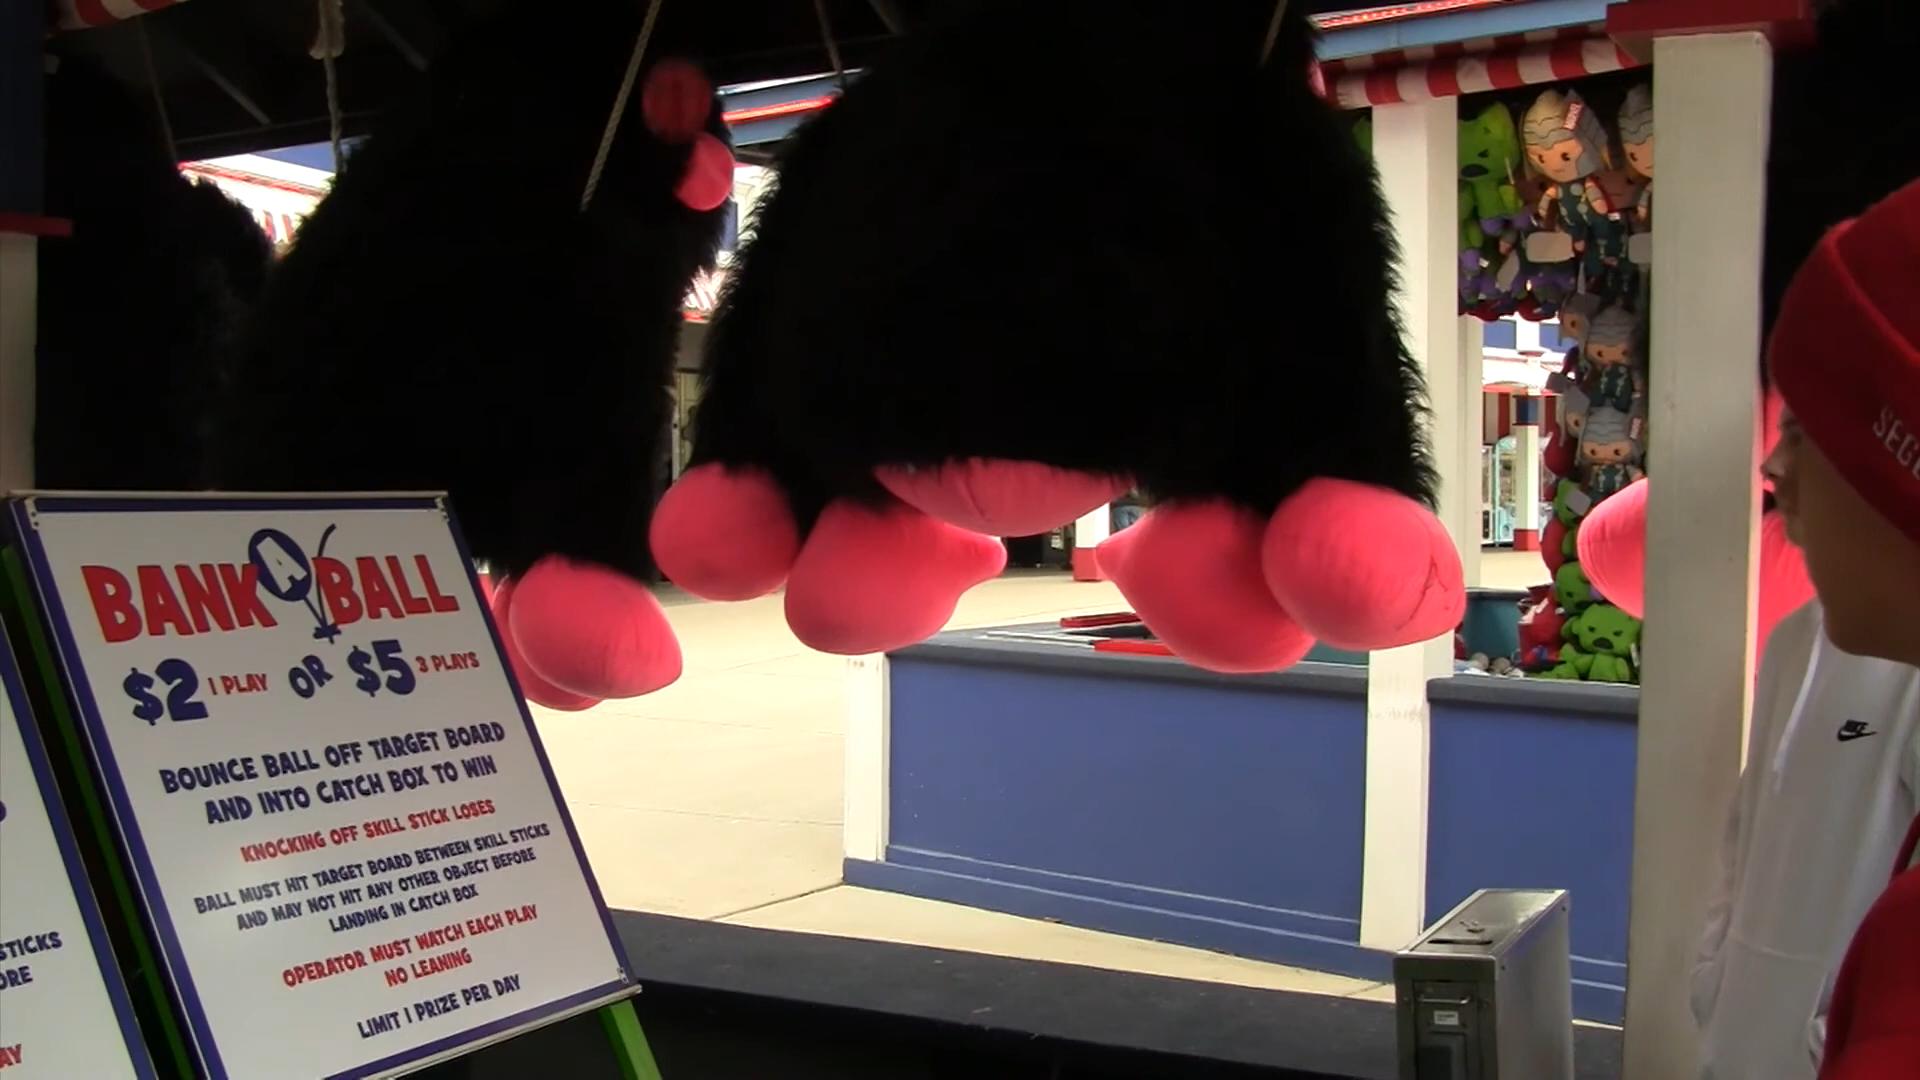 BANK A BALL
$2 1 PLAY OR $5 3 PLAYS
BOUNCE BALL OFF TARGET BOARD
AND INTO CATCH BOX TO WIN
KNOCKING OFF SKILL STICK LOSES
BALL MUST HIT TARGET BOARD BETWEEN SKILL STICKS
AND MAY NOT HIT ANY OTHER OBJECT BEFORE
LANDING IN CATCH BOX
OPERATOR MUST WATCH EACH PLAY
NO LEANING
LIMIT 1 PRIZE PER DAY
STICKS
ORE
AY